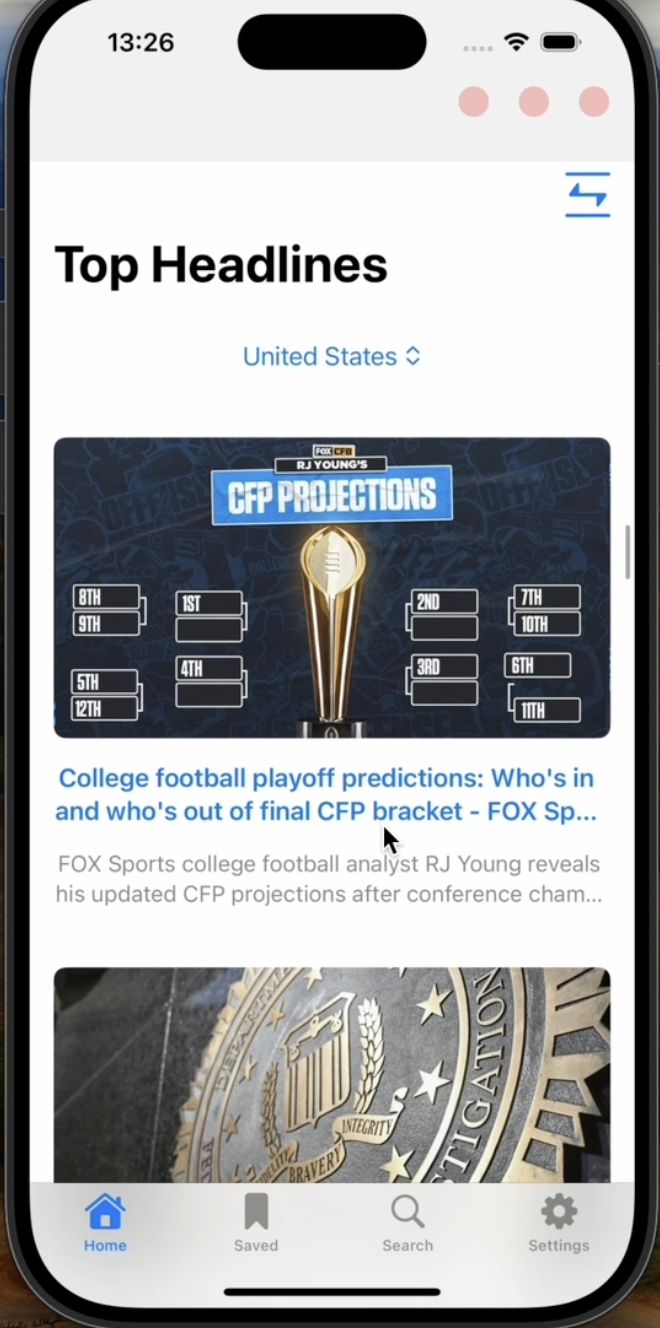 13:26
Top Headlines
United States
FOX CFB
RJ YOUNG'S
CFP PROJECTIONS
8TH
9TH
1ST
2ND
7TH
10TH
4TH
3RD
6TH
5TH
12TH
11TH
College football playoff predictions: Who's in
and who's out of final CFP bracket - FOX Sp...
FOX Sports college football analyst RJ Young reveals
his updated CFP projections after conference cham...
INTEGRITY
BRAVERY
Home
Saved
Search
Settings